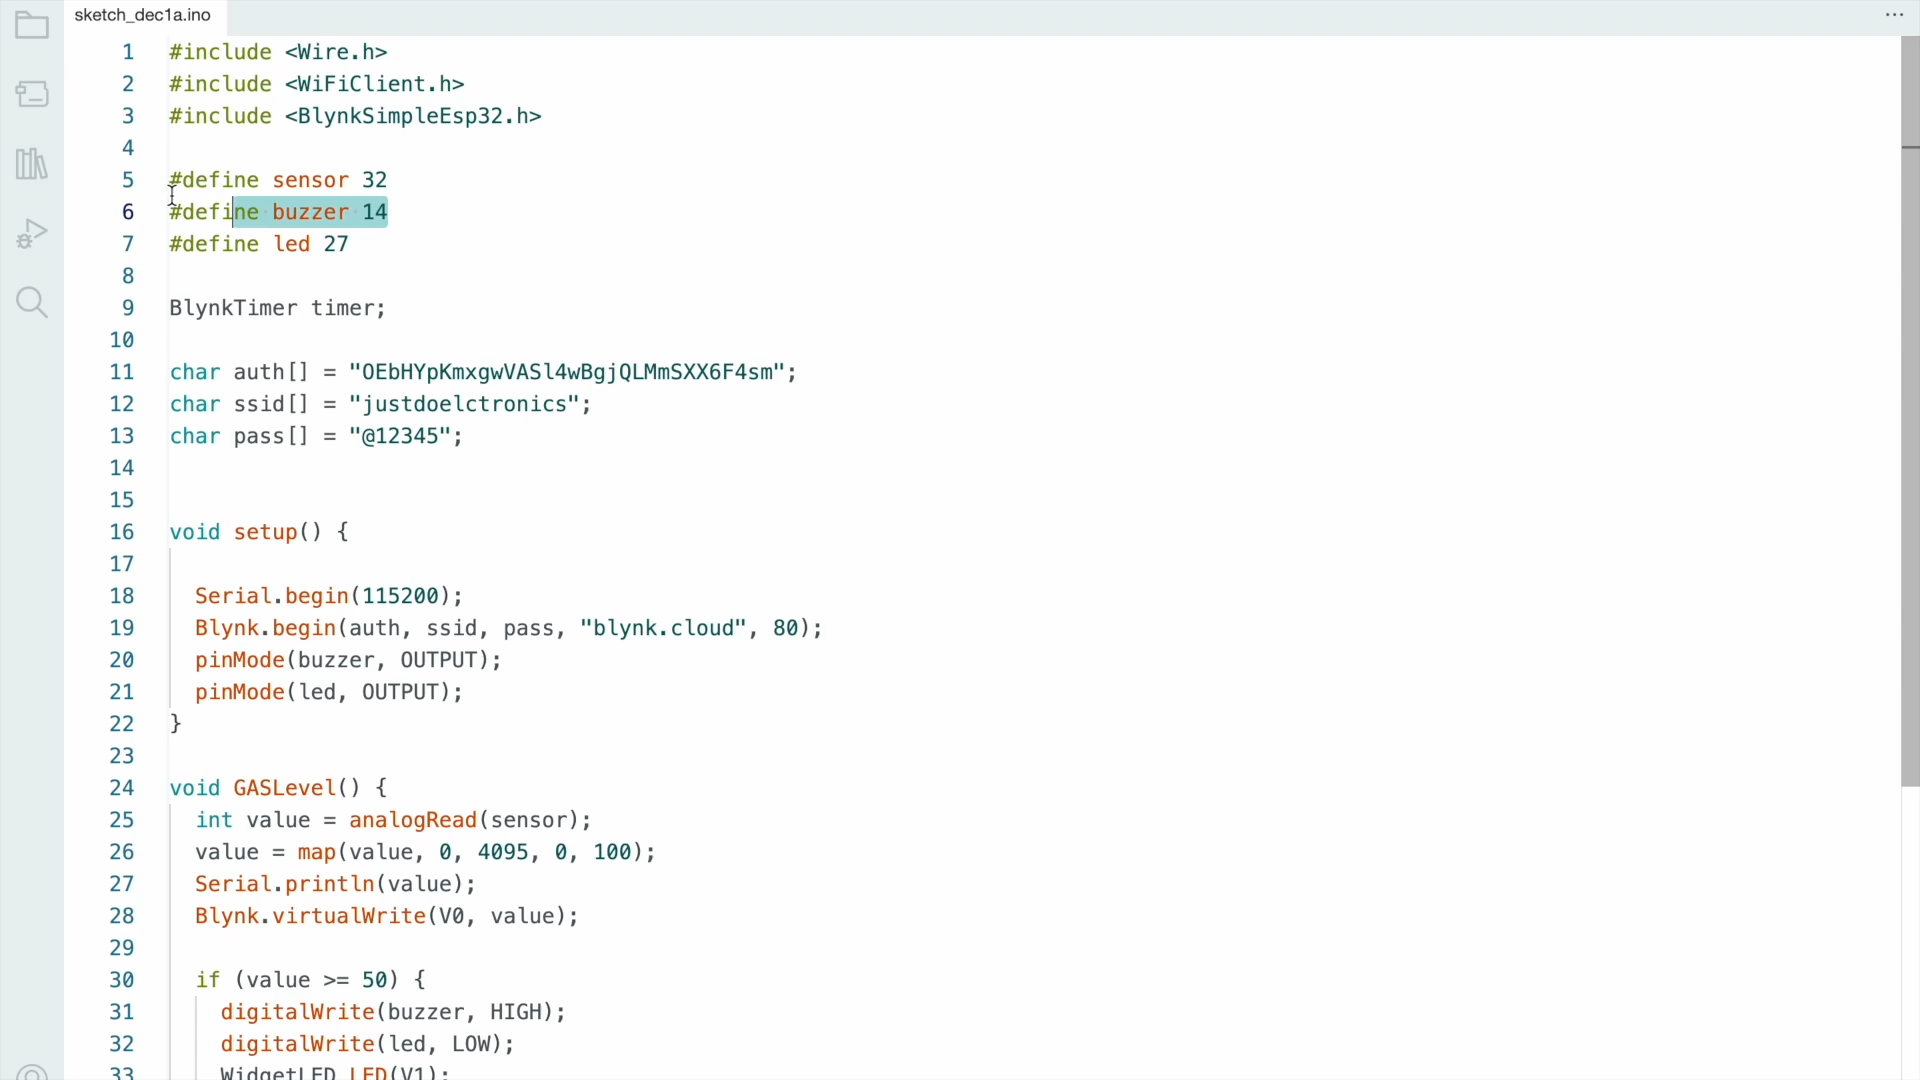 sketch_dec1a.ino
1 #include <Wire.h>
2 #include <WiFiClient.h>
3 #include <BlynkSimpleEsp32.h>
4
5 #define sensor 32
6 #define buzzer 14
7 #define led 27
8
9 BlynkTimer timer;
10
11 char auth[] = "OEbHYpKmxgwVASl4wBgjQLMmSXX6F4sm";
12 char ssid[] = "justdoelctronics";
13 char pass[] = "@12345";
14
15
16 void setup() {
17
18 Serial.begin(115200);
19 Blynk.begin(auth, ssid, pass, "blynk.cloud", 80);
20 pinMode(buzzer, OUTPUT);
21 pinMode(led, OUTPUT);
22 }
23
24 void GASLevel() {
25 int value = analogRead(sensor);
26 value = map(value, 0, 4095, 0, 100);
27 Serial.println(value);
28 Blynk.virtualWrite(V0, value);
29
30 if (value >= 50) {
31 digitalWrite(buzzer, HIGH);
32 digitalWrite(led, LOW);
33 WidgetLED LED(V1);